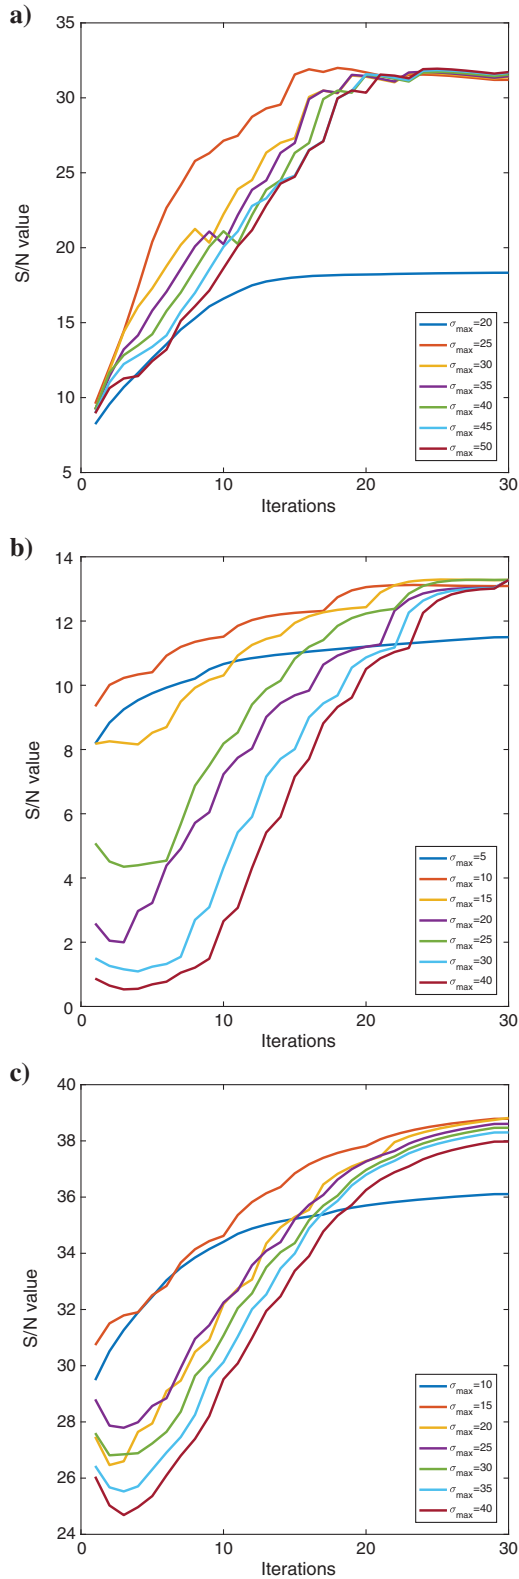 a)
35
30
25
20
15
10
5
S/N value
0
10
20
30
Iterations
σmax=20
σmax=25
σmax=30
σmax=35
σmax=40
σmax=45
σmax=50
b)
14
12
10
8
6
4
2
0
S/N value
0
10
20
30
Iterations
σmax=5
σmax=10
σmax=15
σmax=20
σmax=25
σmax=30
σmax=40
c)
40
38
36
34
32
30
28
26
24
S/N value
0
10
20
30
Iterations
σmax=10
σmax=15
σmax=20
σmax=25
σmax=30
σmax=35
σmax=40